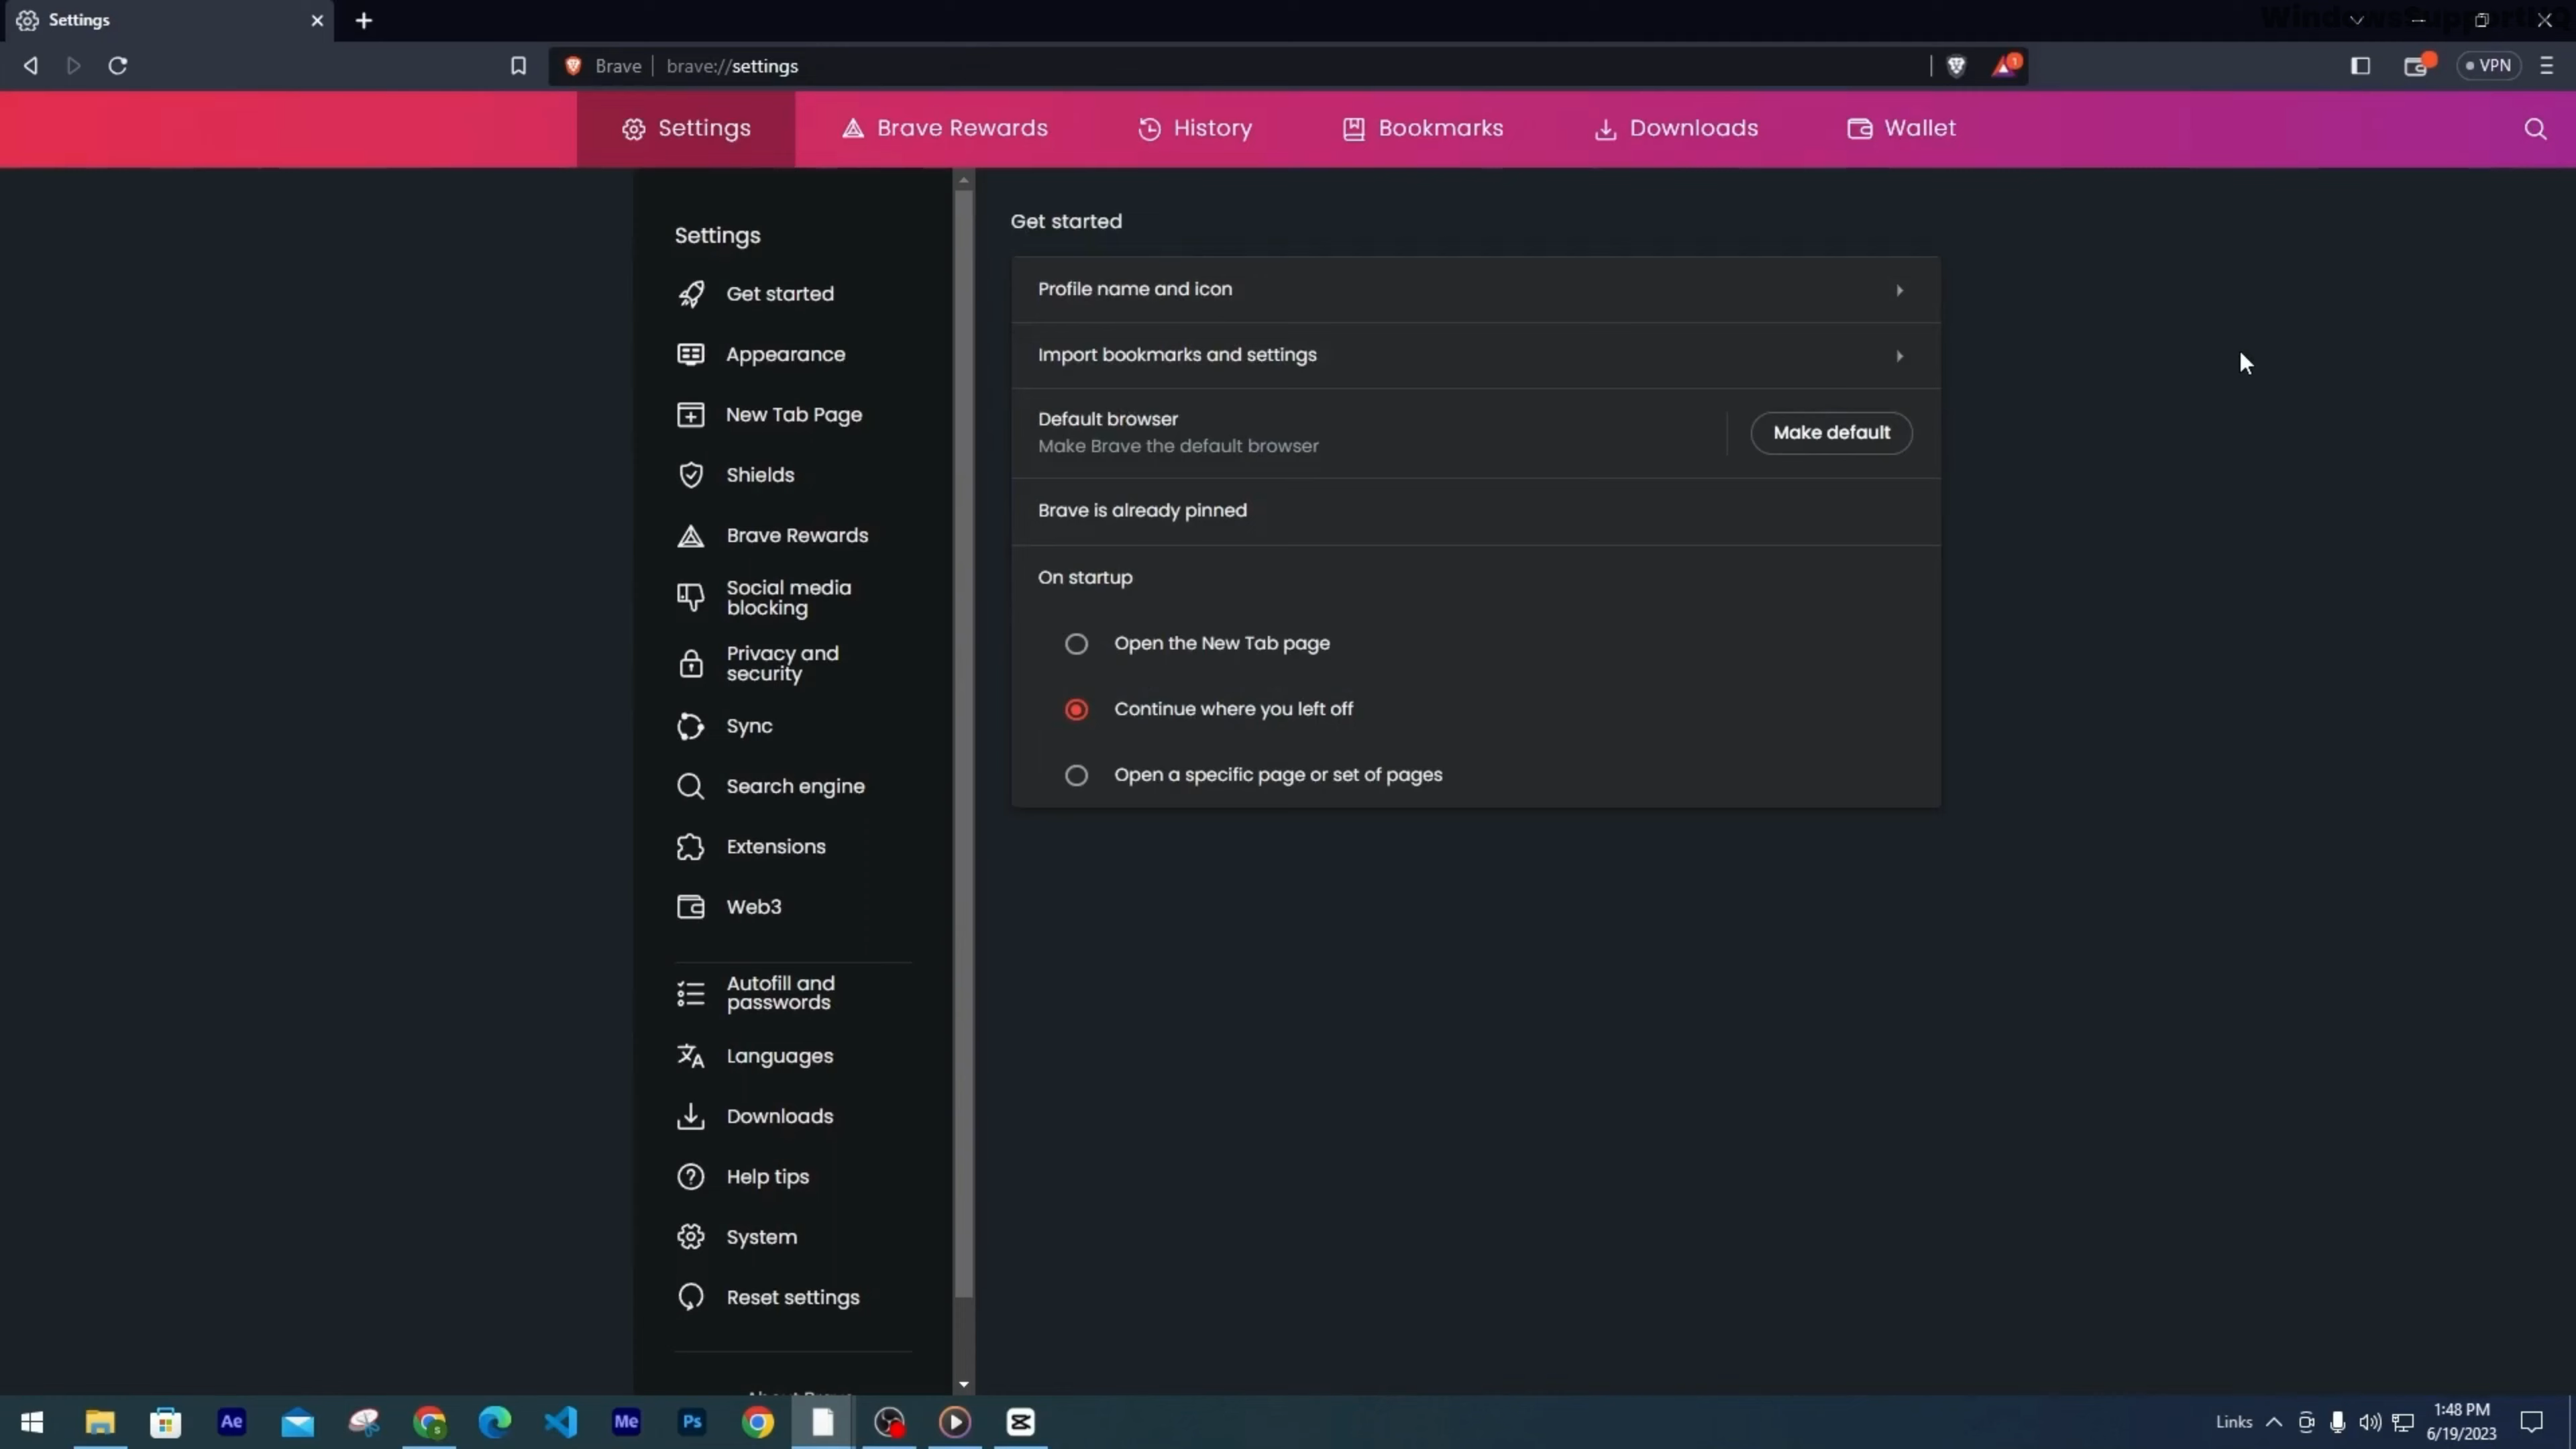 Settings
WindowsSupportHQ
Brave
brave://settings
1
VPN
Settings
Brave Rewards
History
Bookmarks
Downloads
Wallet
Settings
Get started
Appearance
New Tab Page
Shields
Brave Rewards
Social media
blocking
Privacy and
security
Sync
Search engine
Extensions
Web3
Autofill and
passwords
Languages
Downloads
Help tips
System
Reset settings
About Brave
Get started
Profile name and icon
Import bookmarks and settings
Default browser
Make Brave the default browser
Make default
Brave is already pinned
On startup
Open the New Tab page
Continue where you left off
Open a specific page or set of pages
Ae
S
Me
Ps
Links
1:48 PM
6/19/2023